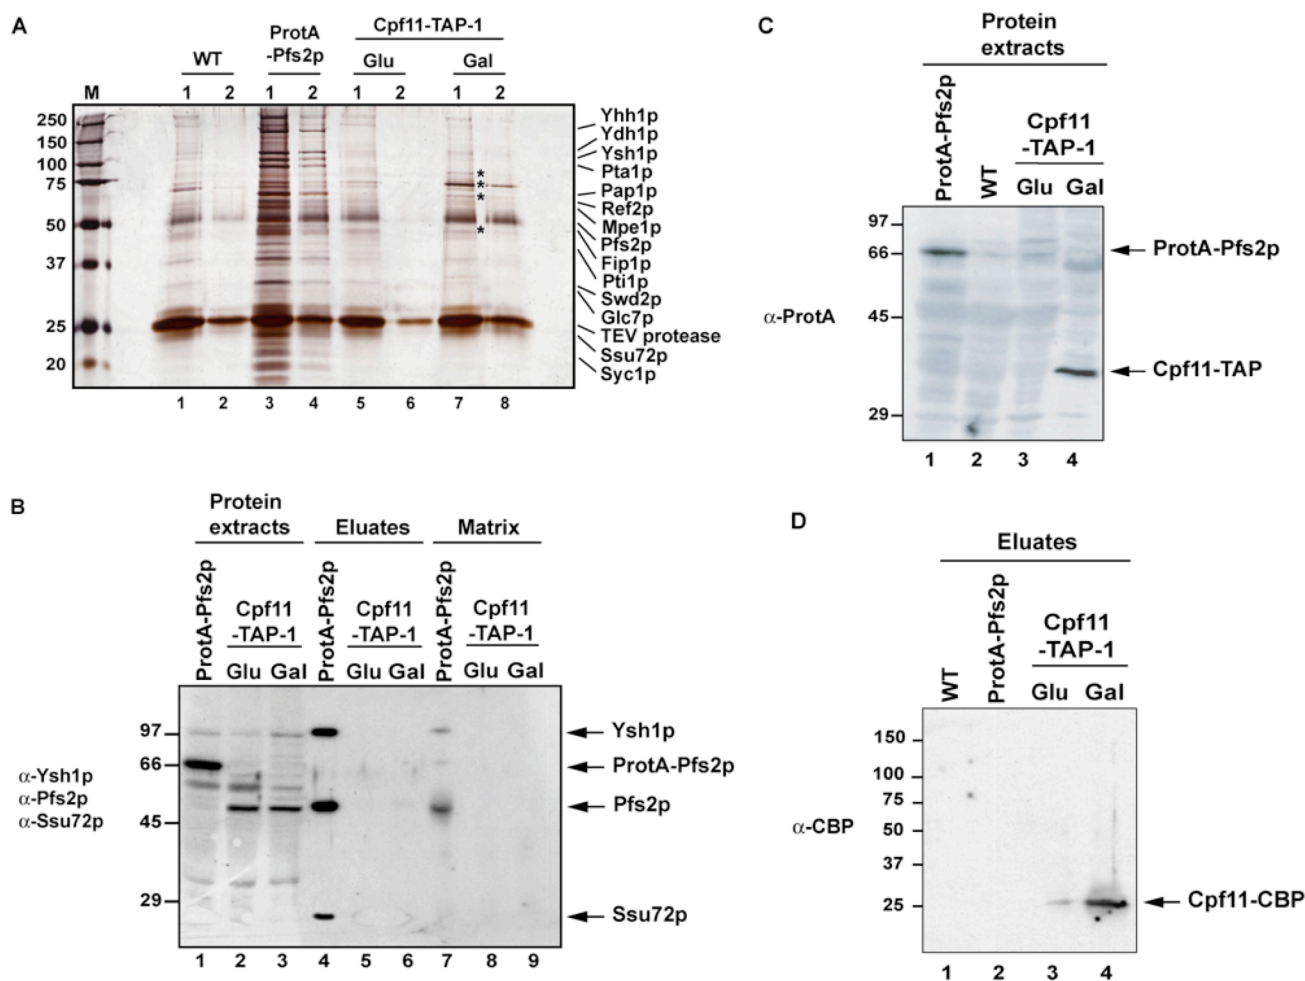 A
ProtA
-Pfs2p
Cpf11-TAP-1
WT
Glu
Gal
M 1 2 1 2 1 2 1 2
250
150
100
75
50
37
25
20
*
*
*
*
Yhh1p
Ydh1p
Ysh1p
Pta1p
Pap1p
Ref2p
Mpe1p
Pfs2p
Fip1p
Pti1p
Swd2p
Glc7p
TEV protease
Ssu72p
Syc1p
1 2 3 4 5 6 7 8
B
Protein
extracts
Eluates
Matrix
ProtA-Pfs2p
Cpf11
-TAP-1
Glu Gal
ProtA-Pfs2p
Cpf11
-TAP-1
Glu Gal
ProtA-Pfs2p
Cpf11
-TAP-1
Glu Gal
α-Ysh1p
α-Pfs2p
α-Ssu72p
97
66
45
29
Ysh1p
ProtA-Pfs2p
Pfs2p
Ssu72p
1 2 3 4 5 6 7 8 9
C
Protein
extracts
ProtA-Pfs2p
WT
Cpf11
-TAP-1
Glu Gal
α-ProtA
97
66
45
29
ProtA-Pfs2p
Cpf11-TAP
1 2 3 4
D
Eluates
WT
ProtA-Pfs2p
Cpf11
-TAP-1
Glu Gal
α-CBP
150
100
75
50
37
25
Cpf11-CBP
1 2 3 4